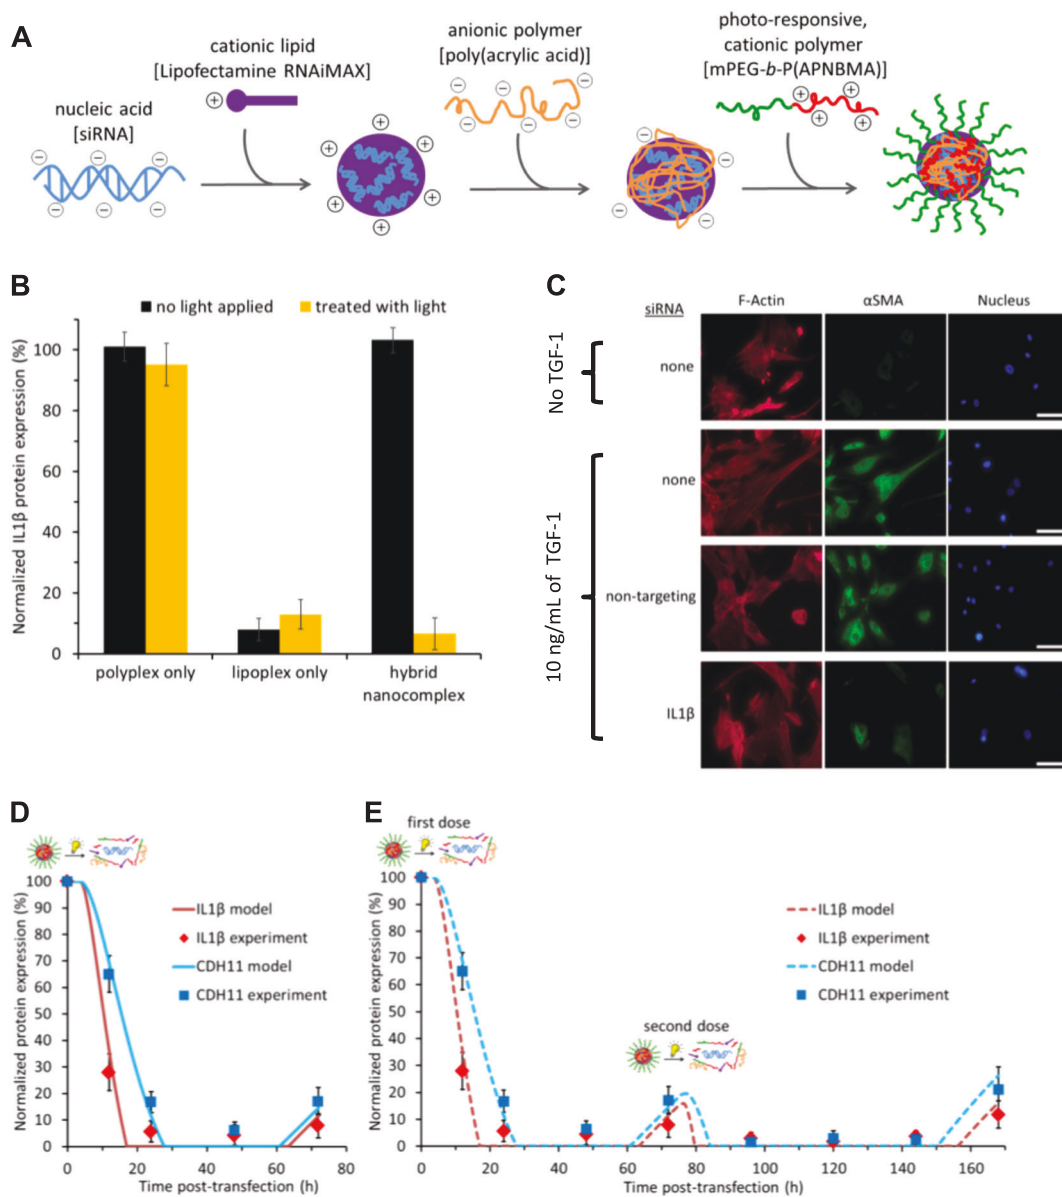 A
nucleic acid
[siRNA]
cationic lipid
[Lipofectamine RNAiMAX]
anionic polymer
[poly(acrylic acid)]
photo-responsive,
cationic polymer
[mPEG-b-P(APNBMA)]
B
no light applied
treated with light
Normalized IL1β protein expression (%)
100
80
60
40
20
0
polyplex only
lipoplex only
hybrid
nanocomplex
C
siRNA
F-Actin
αSMA
Nucleus
No TGF-1
none
10 ng/mL of TGF-1
none
non-targeting
IL1β
D
Normalized protein expression (%)
100
90
80
70
60
50
40
30
20
10
0
IL1β model
IL1β experiment
CDH11 model
CDH11 experiment
0 20 40 60 80
Time post-transfection (h)
E
first dose
Normalized protein expression (%)
100
90
80
70
60
50
40
30
20
10
0
IL1β model
IL1β experiment
CDH11 model
CDH11 experiment
second dose
0 20 40 60 80 100 120 140 160
Time post-transfection (h)